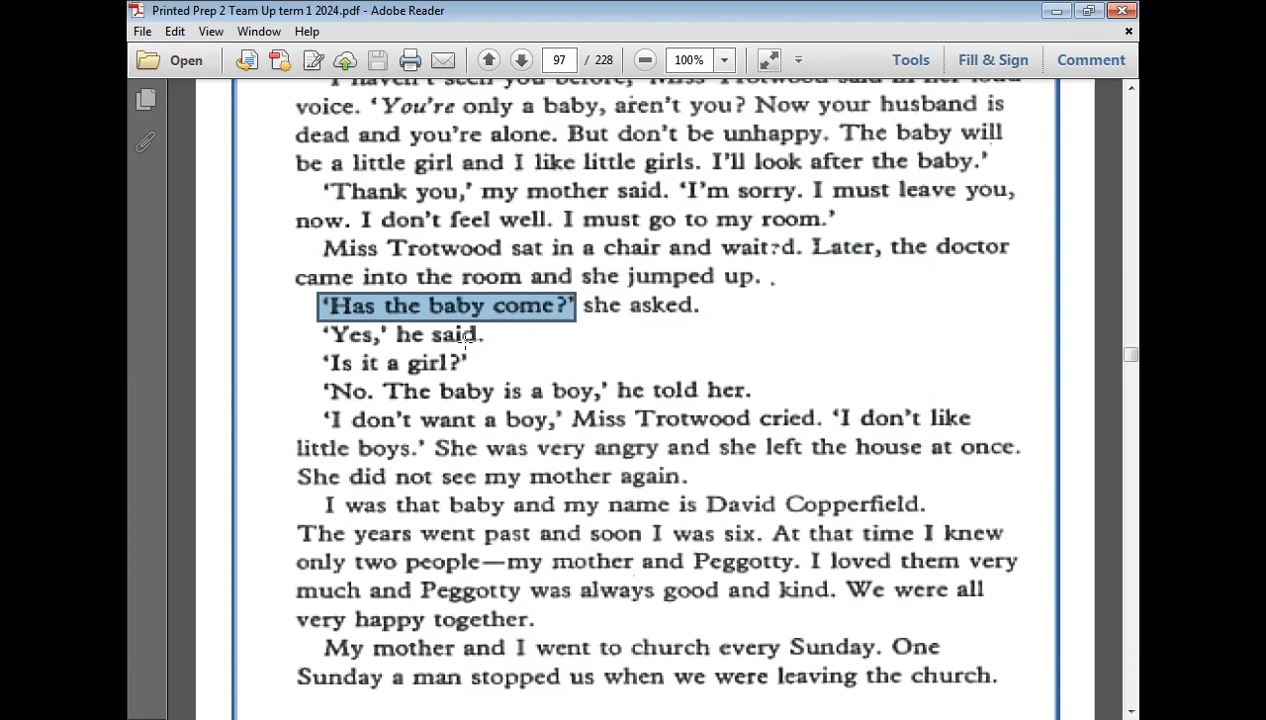 Printed Prep 2 Team Up term 1 2024.pdf - Adobe Reader
File Edit View Window Help
Open 97 / 228 100% Tools Fill & Sign Comment
'I haven't seen you before,' Miss Trotwood said in her loud
voice. 'You're only a baby, aren't you? Now your husband is
dead and you're alone. But don't be unhappy. The baby will
be a little girl and I like little girls. I'll look after the baby.'
'Thank you,' my mother said. 'I'm sorry. I must leave you,
now. I don't feel well. I must go to my room.'
Miss Trotwood sat in a chair and waited. Later, the doctor
came into the room and she jumped up.
'Has the baby come?' she asked.
'Yes,' he said.
'Is it a girl?'
'No. The baby is a boy,' he told her.
'I don't want a boy,' Miss Trotwood cried. 'I don't like
little boys.' She was very angry and she left the house at once.
She did not see my mother again.
I was that baby and my name is David Copperfield.
The years went past and soon I was six. At that time I knew
only two people—my mother and Peggotty. I loved them very
much and Peggotty was always good and kind. We were all
very happy together.
My mother and I went to church every Sunday. One
Sunday a man stopped us when we were leaving the church.